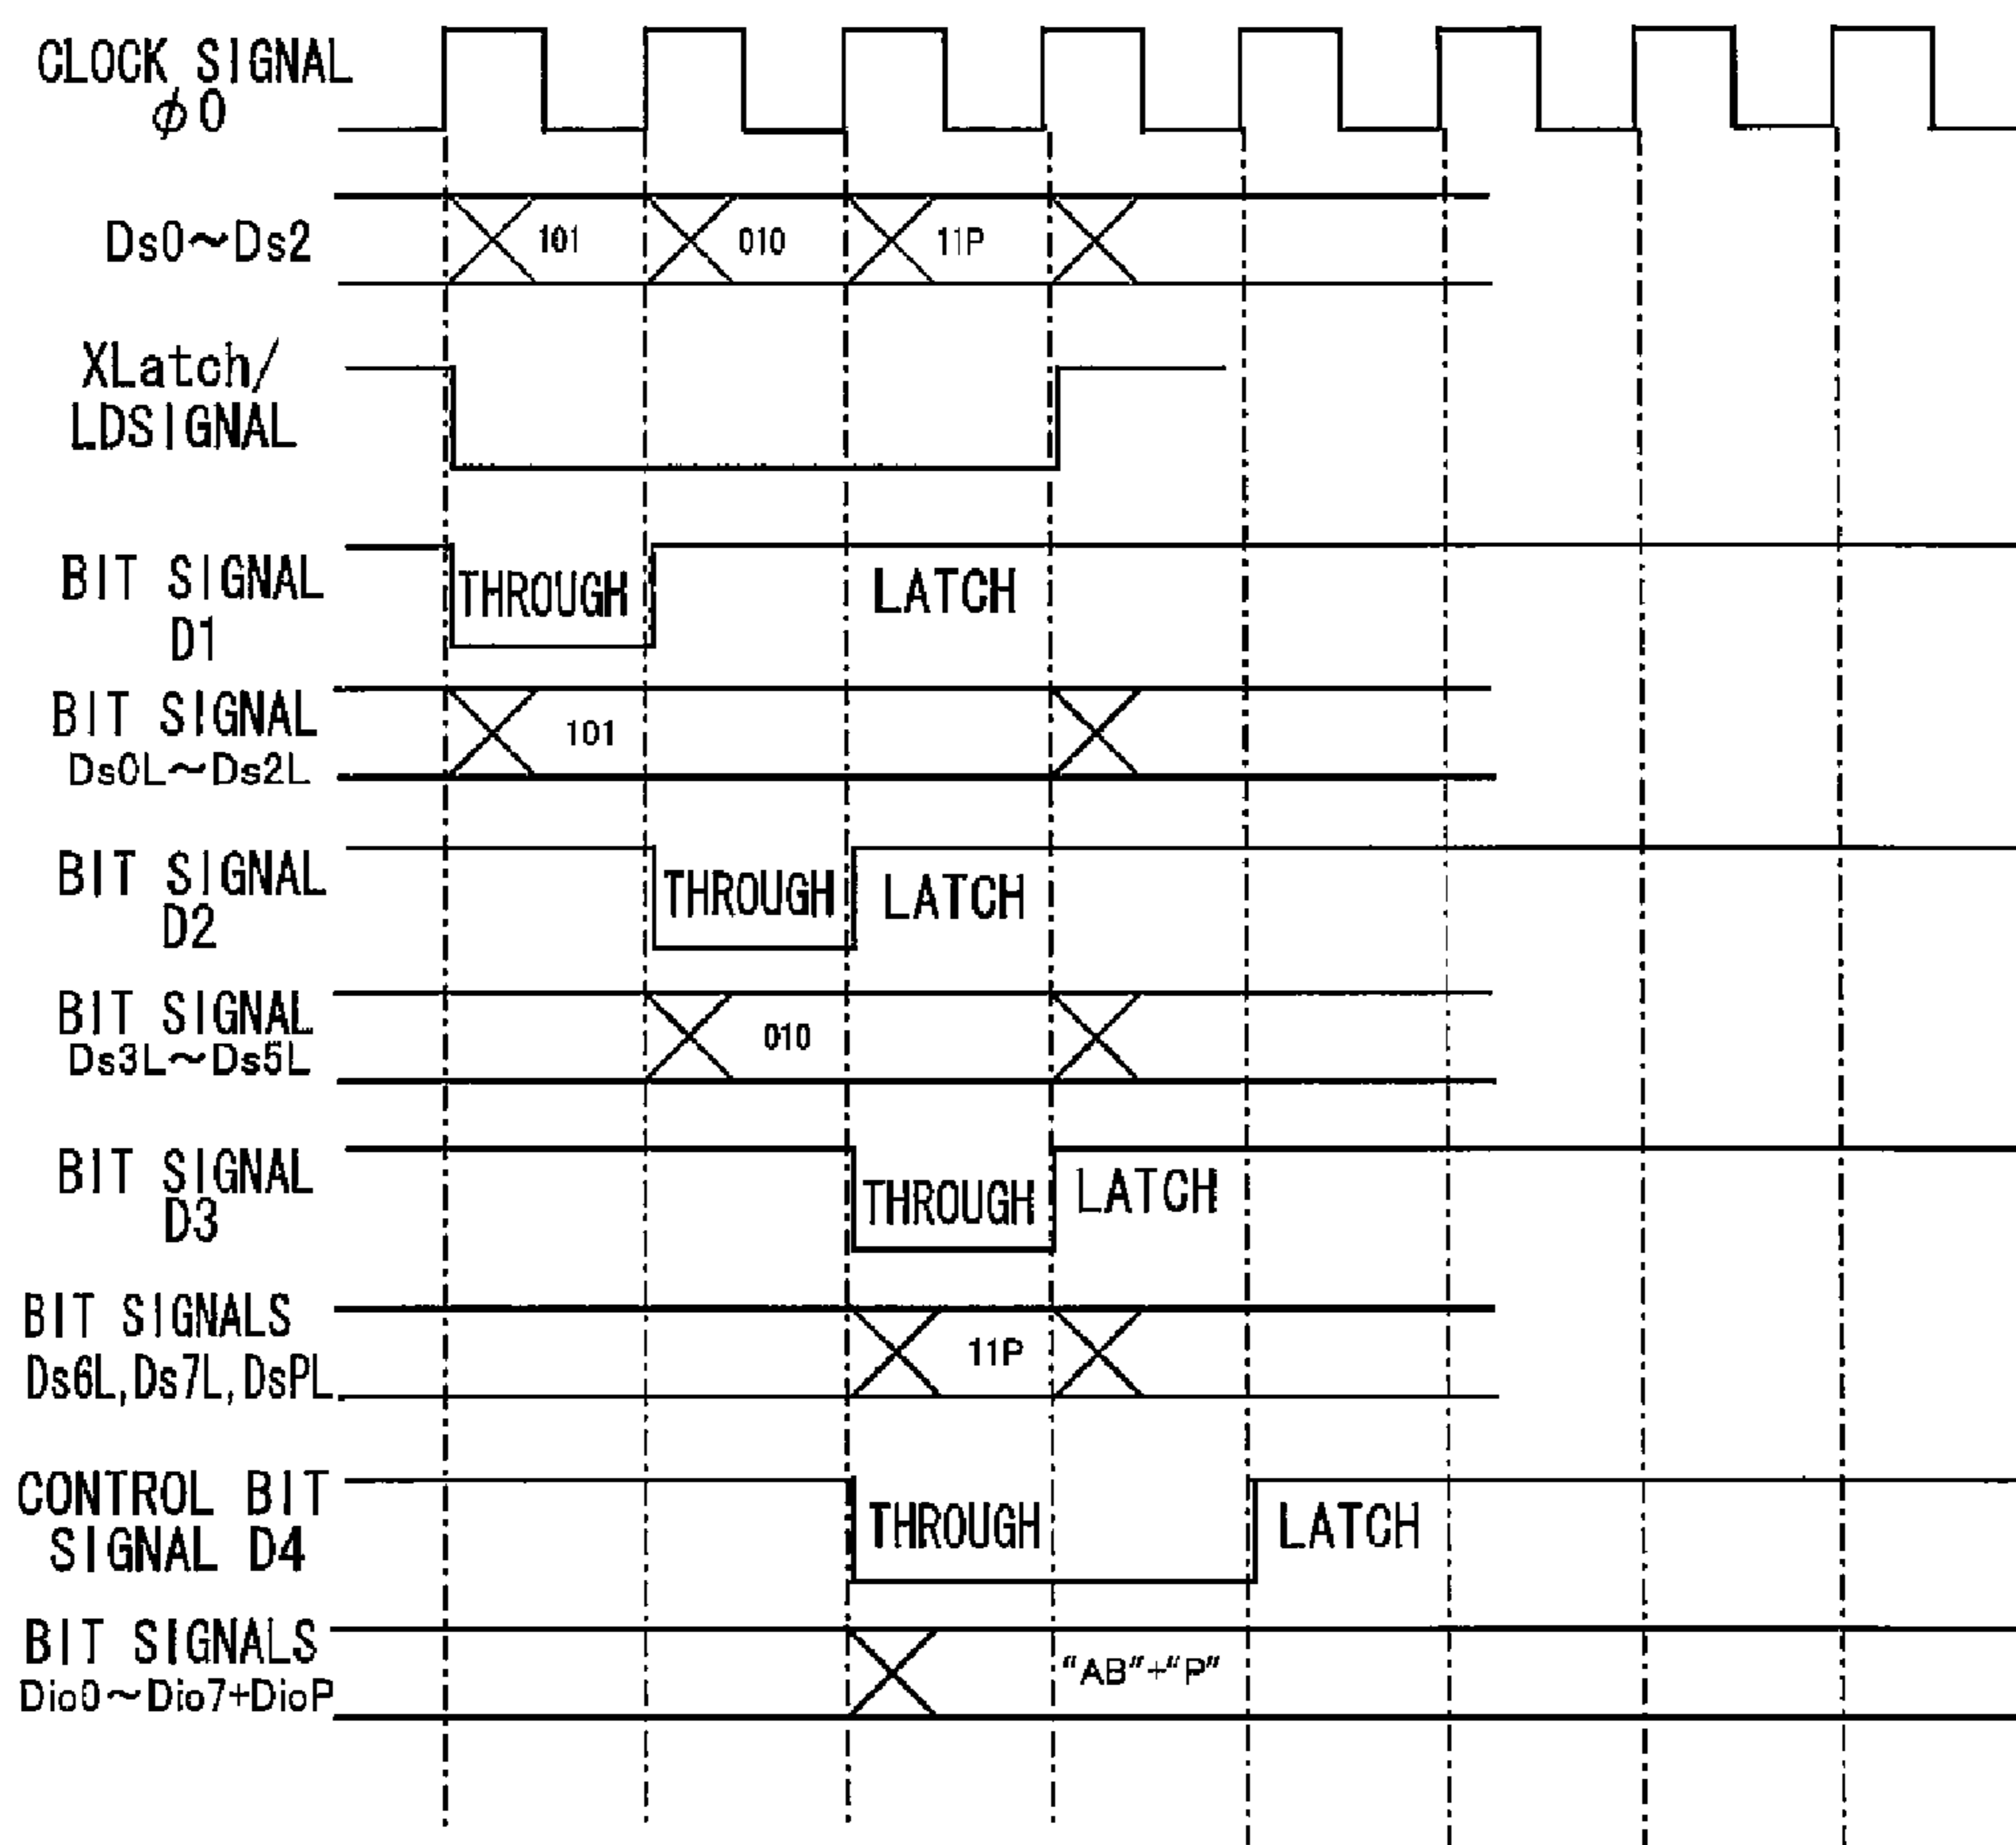 CLOCK SIGNAL
φ0
Ds0～Ds2
101
010
11P
XLatch/
LDSIGNAL
BIT SIGNAL
D1
THROUGH
LATCH
BIT SIGNAL
Ds0L～Ds2L
101
BIT SIGNAL
D2
THROUGH
LATCH
BIT SIGNAL
Ds3L～Ds5L
010
BIT SIGNAL
D3
THROUGH
LATCH
BIT SIGNALS
Ds6L,Ds7L,DsPL
11P
CONTROL BIT
SIGNAL D4
THROUGH
LATCH
BIT SIGNALS
Dio0～Dio7+DioP
"AB"+"P"